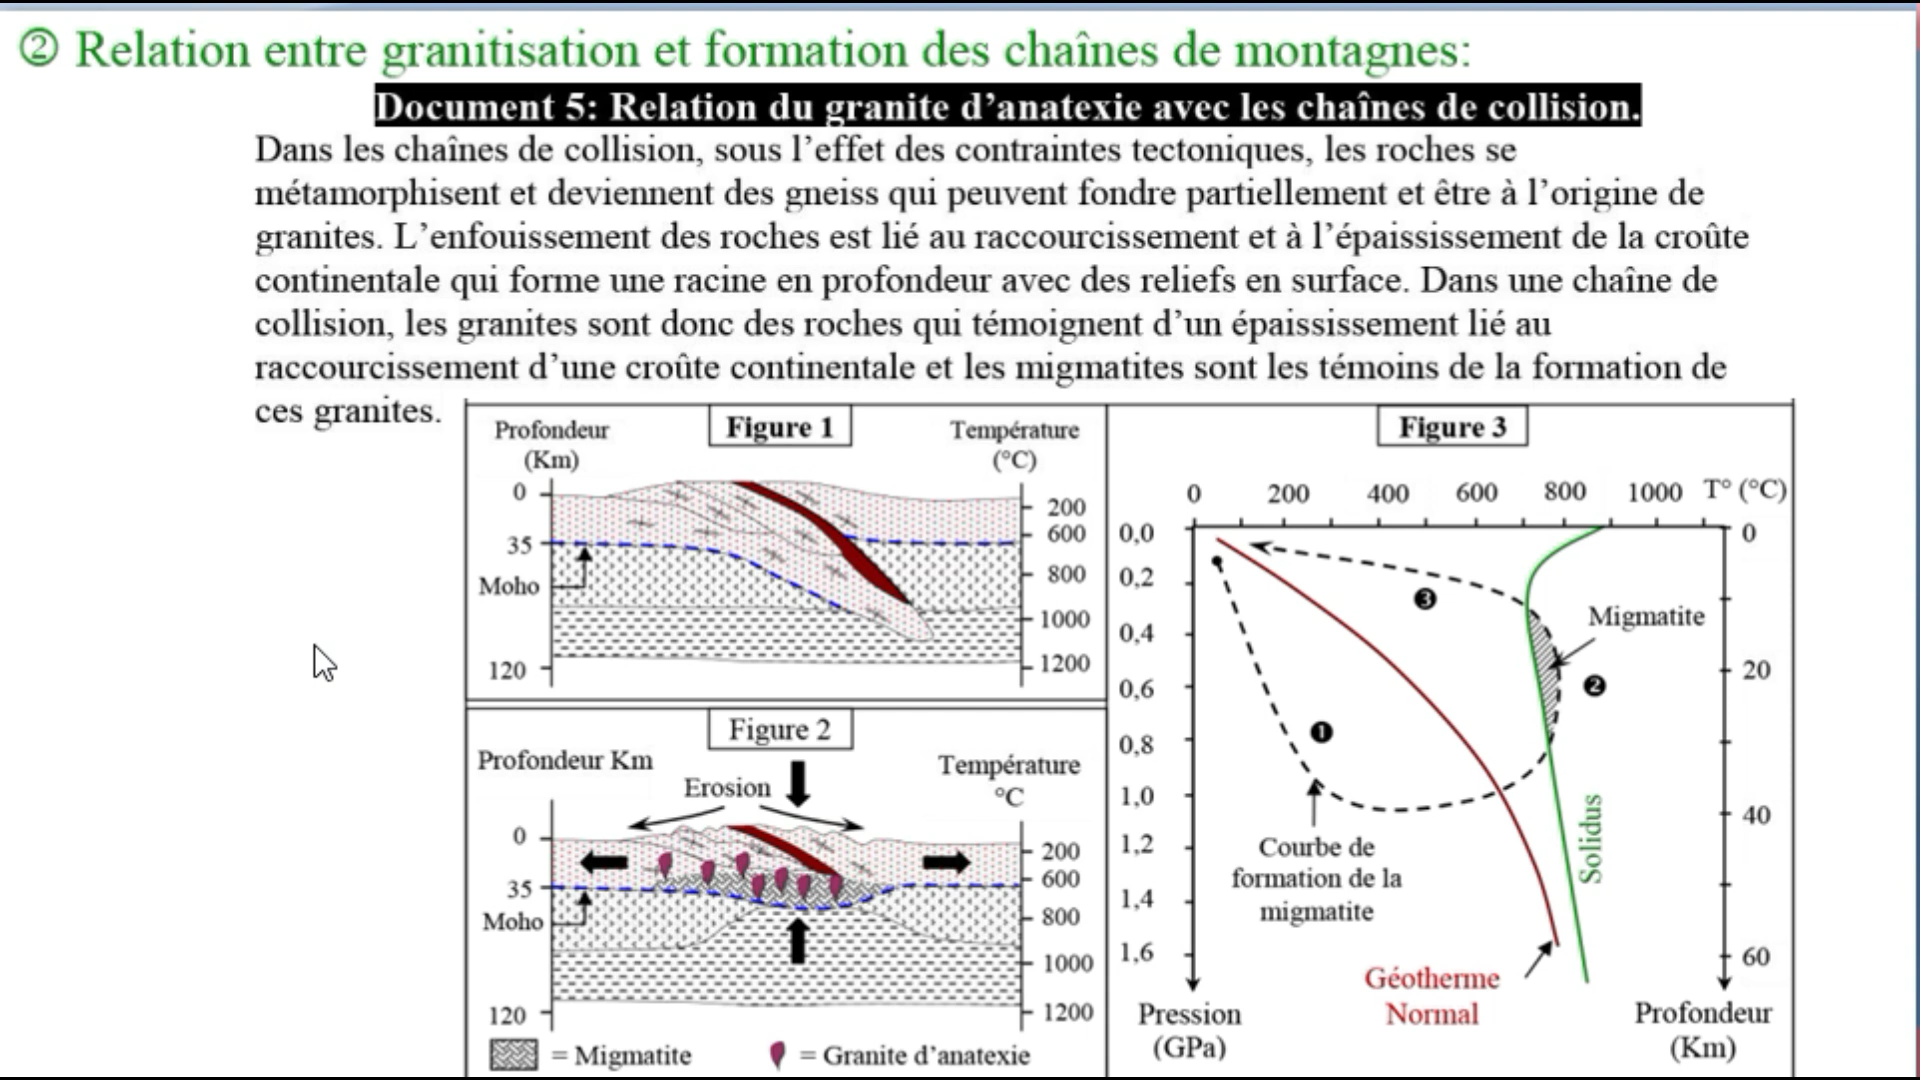 ② Relation entre granitisation et formation des chaînes de montagnes:
Document 5: Relation du granite d’anatexie avec les chaînes de collision.
Dans les chaînes de collision, sous l’effet des contraintes tectoniques, les roches se
métamorphisent et deviennent des gneiss qui peuvent fondre partiellement et être à l’origine de
granites. L’enfouissement des roches est lié au raccourcissement et à l’épaississement de la croûte
continentale qui forme une racine en profondeur avec des reliefs en surface. Dans une chaîne de
collision, les granites sont donc des roches qui témoignent d’un épaississement lié au
raccourcissement d’une croûte continentale et les migmatites sont les témoins de la formation de
ces granites.
Profondeur
(Km)
Figure 1
Température
(°C)
0
35
Moho
120
200
600
800
1000
1200
Figure 2
Profondeur Km
Erosion
Température
°C
0
35
Moho
120
200
600
800
1000
1200
= Migmatite
= Granite d’anatexie
Figure 3
0 200 400 600 800 1000 T° (°C)
0,0
0,2
0,4
0,6
0,8
1,0
1,2
1,4
1,6
Pression
(GPa)
0
20
40
60
Profondeur
(Km)
❸
Migmatite
❷
❶
Courbe de
formation de la
migmatite
Solidus
Géotherme
Normal